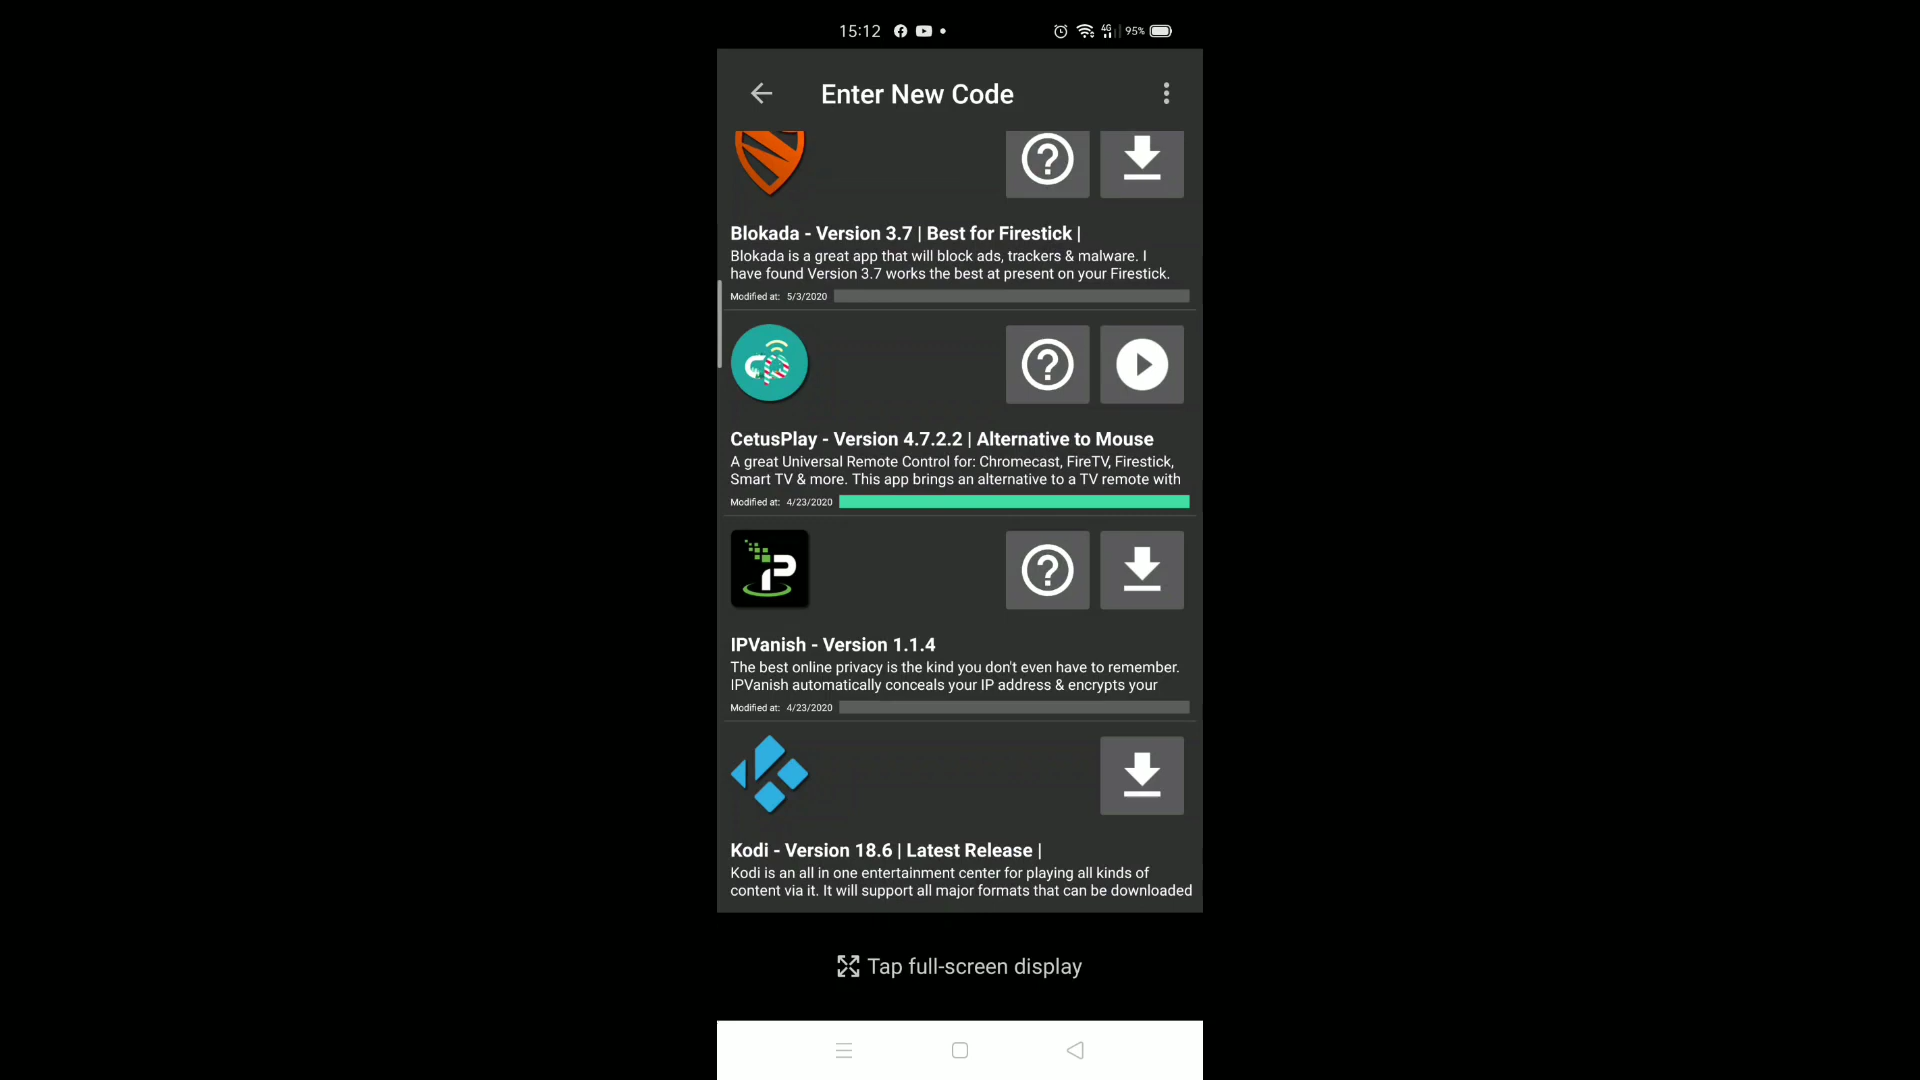 15:12
4G 95%
Enter New Code
Blokada - Version 3.7 | Best for Firestick |
Blokada is a great app that will block ads, trackers & malware. I
have found Version 3.7 works the best at present on your Firestick.
Modified at: 5/3/2020
CetusPlay - Version 4.7.2.2 | Alternative to Mouse
A great Universal Remote Control for: Chromecast, FireTV, Firestick,
Smart TV & more. This app brings an alternative to a TV remote with
Modified at: 4/23/2020
IP
IPVanish - Version 1.1.4
The best online privacy is the kind you don't even have to remember.
IPVanish automatically conceals your IP address & encrypts your
Modified at: 4/23/2020
Kodi - Version 18.6 | Latest Release |
Kodi is an all in one entertainment center for playing all kinds of
content via it. It will support all major formats that can be downloaded
Tap full-screen display